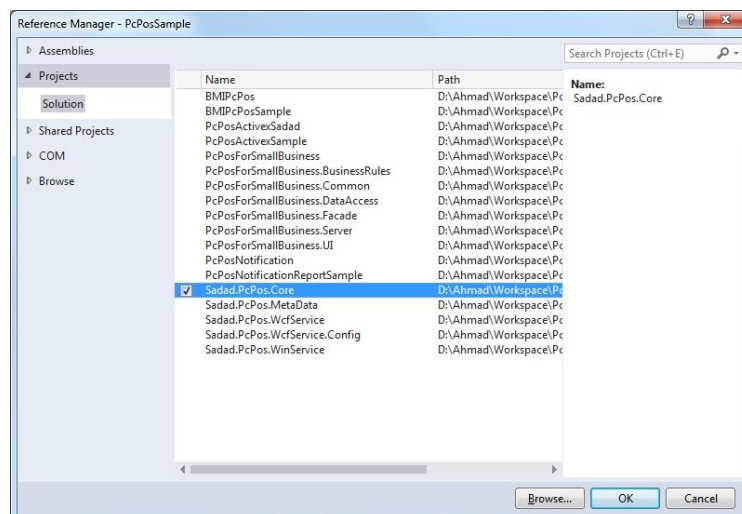 Reference Manager - PcPosSample
Assemblies
Projects
Solution
Shared Projects
COM
Browse
Search Projects (Ctrl+E)
Name Path
BMIPcPos D:\Ahmad\Workspace\Pc
BMIPcPosSample D:\Ahmad\Workspace\Pc
PcPosActivexSadad D:\Ahmad\Workspace\Pc
PcPosActivexSample D:\Ahmad\Workspace\Pc
PcPosForSmallBusiness D:\Ahmad\Workspace\Pc
PcPosForSmallBusiness.BusinessRules D:\Ahmad\Workspace\Pc
PcPosForSmallBusiness.Common D:\Ahmad\Workspace\Pc
PcPosForSmallBusiness.DataAccess D:\Ahmad\Workspace\Pc
PcPosForSmallBusiness.Facade D:\Ahmad\Workspace\Pc
PcPosForSmallBusiness.Server D:\Ahmad\Workspace\Pc
PcPosForSmallBusiness.UI D:\Ahmad\Workspace\Pc
PcPosNotification D:\Ahmad\Workspace\Pc
PcPosNotificationReportSample D:\Ahmad\Workspace\Pc
Sadad.PcPos.Core D:\Ahmad\Workspace\Pc
Sadad.PcPos.MetaData D:\Ahmad\Workspace\Pc
Sadad.PcPos.WcfService D:\Ahmad\Workspace\Pc
Sadad.PcPos.WcfService.Config D:\Ahmad\Workspace\Pc
Sadad.PcPos.WinService D:\Ahmad\Workspace\Pc
Name:
Sadad.PcPos.Core
Browse... OK Cancel